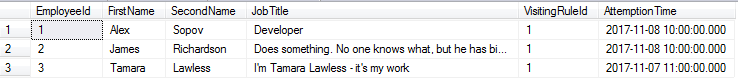 EmployeeId FirstName SecondName JobTitle VisitingRuleId AttemptionTime
1 1 Alex Sopov Developer 1 2017-11-08 10:00:00.000
2 2 James Richardson Does something. No one knows what, but he has bi... 1 2017-11-08 10:00:00.000
3 3 Tamara Lawless I'm Tamara Lawless - it's my work 1 2017-11-07 11:00:00.000